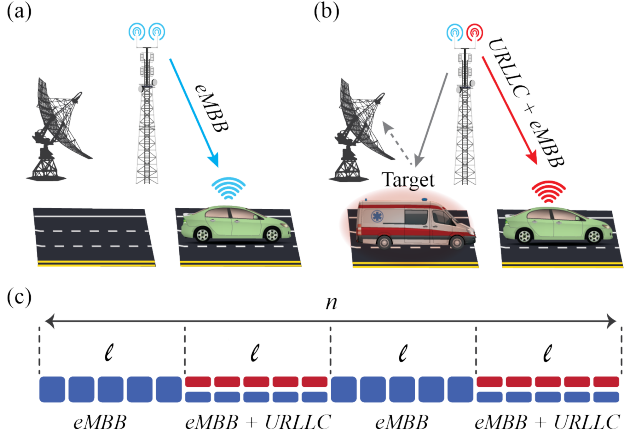 (a)
(b)
eMBB
URLLC + eMBB
Target
(c)
n
ℓ ℓ ℓ ℓ
eMBB eMBB + URLLC eMBB eMBB + URLLC